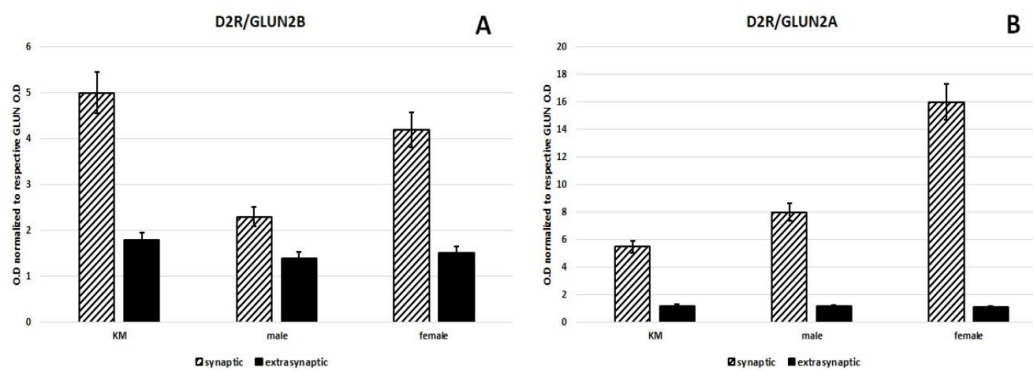 D2R/GLUN2B
A
O.D normalized to respective GLUN O.D
6
5
4
3
2
1
0
KM male female
synaptic extrasynaptic
D2R/GLUN2A
B
O.D normalized to respective GLUN O.D
20
18
16
14
12
10
8
6
4
2
0
KM male female
synaptic extrasynaptic